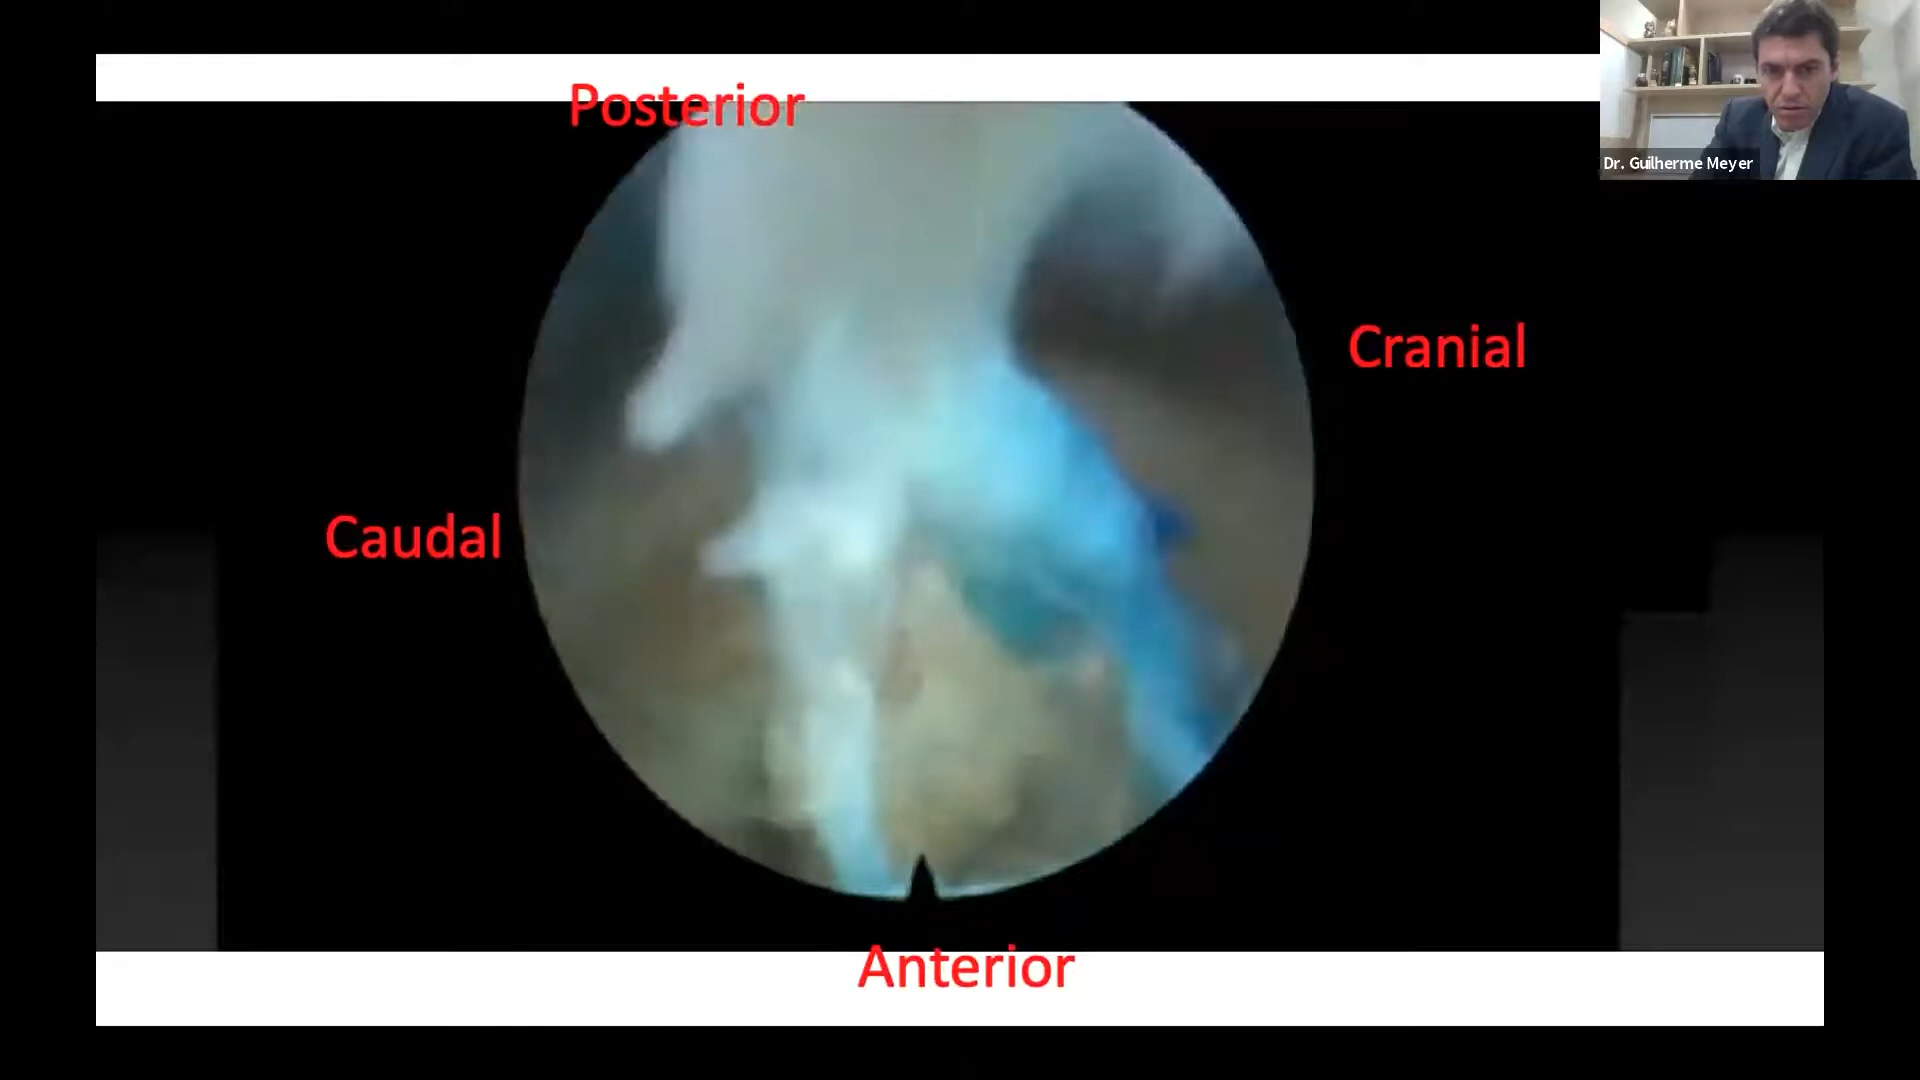 Posterior
Dr. Guilherme Meyer
Cranial
Caudal
Anterior